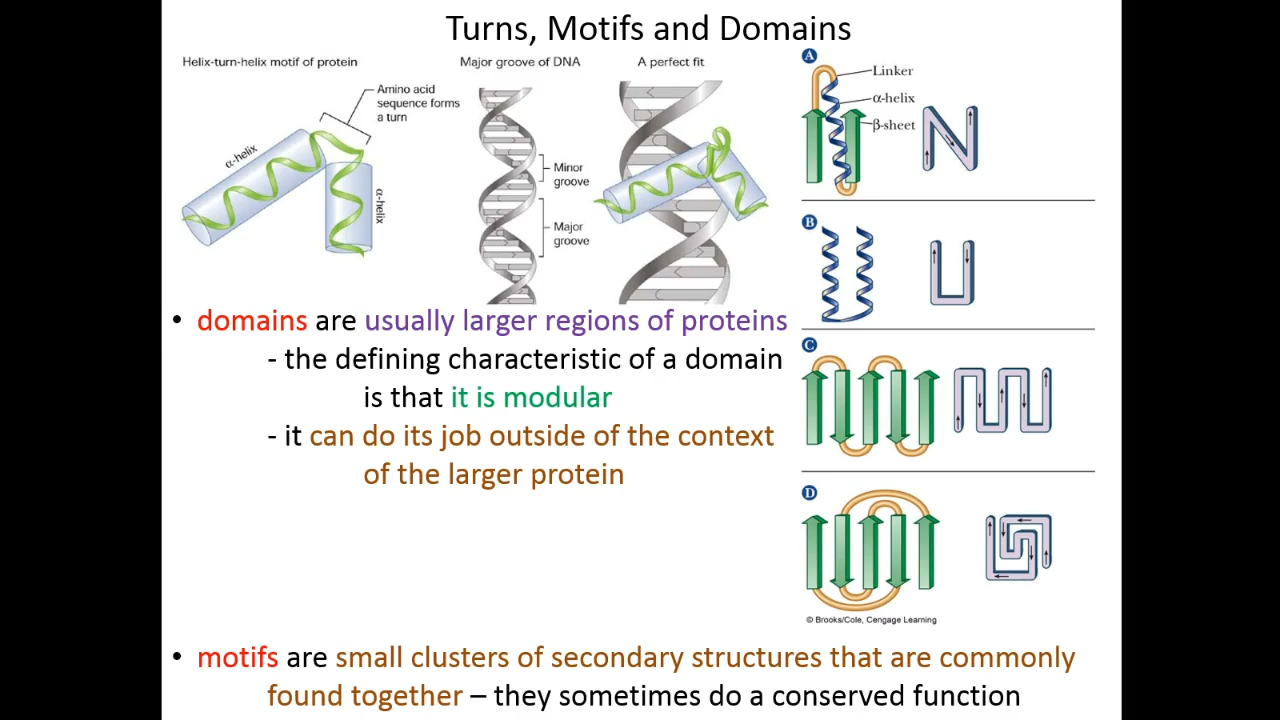 Turns, Motifs and Domains
Helix-turn-helix motif of protein
Amino acid
sequence forms
a turn
α-helix
α-helix
Major groove of DNA
Minor
groove
Major
groove
A perfect fit
A
Linker
α-helix
β-sheet
B
C
D
© Brooks/Cole, Cengage Learning
• domains are usually larger regions of proteins
- the defining characteristic of a domain
is that it is modular
- it can do its job outside of the context
of the larger protein
• motifs are small clusters of secondary structures that are commonly
found together – they sometimes do a conserved function